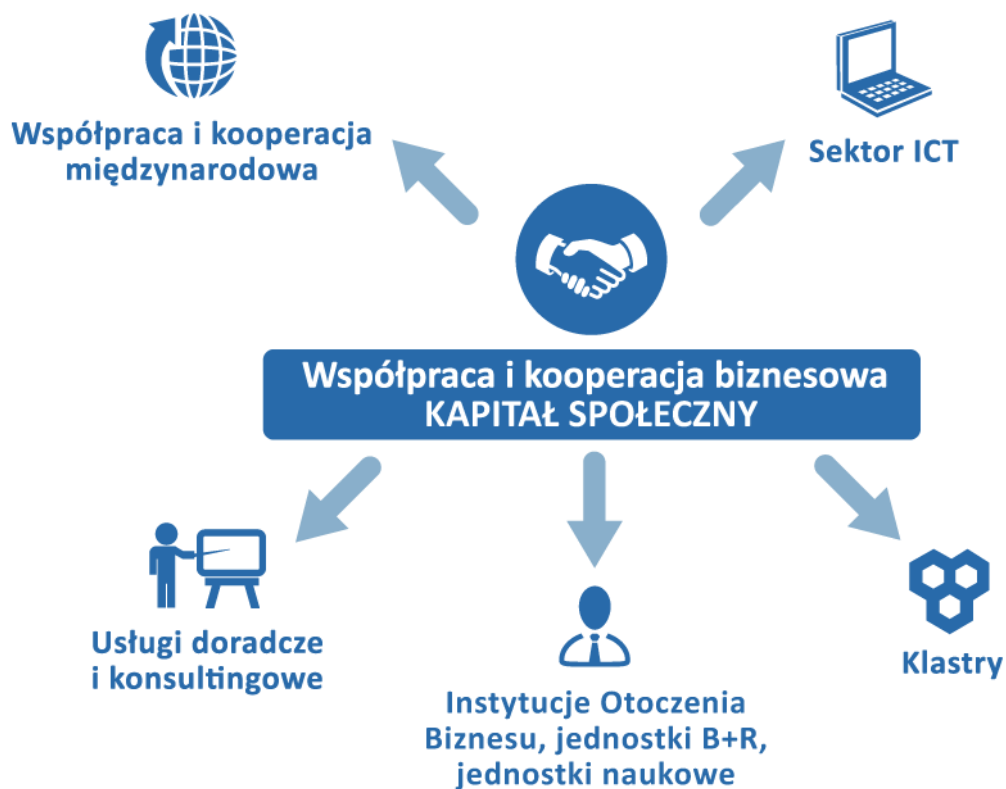 Współpraca i kooperacja
międzynarodowa
Sektor ICT
Współpraca i kooperacja biznesowa
KAPITAŁ SPOŁECZNY
Usługi doradcze
i konsultingowe
Instytucje Otoczenia
Biznesu, jednostki B+R,
jednostki naukowe
Klastry